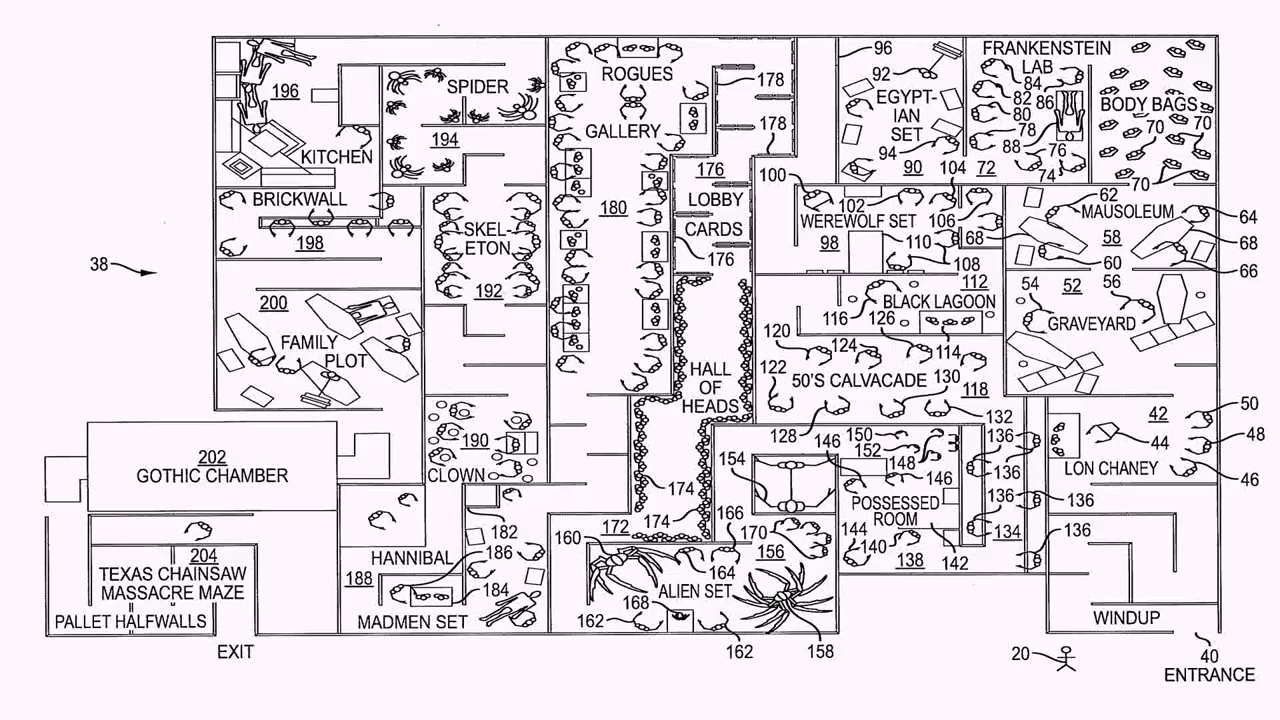 96
FRANKENSTEIN
LAB
ROGUES
178
92
84
SPIDER
196
82
86
BODY BAGS
EGYPT-
IAN
SET
80
70
70
GALLERY
178
78
194
88
KITCHEN
94
76
90
104
72
74
176
100
70
BRICKWALL
LOBBY
102
62
MAUSOLEUM
180
106
64
WEREWOLF SET
SKEL-
ETON
CARDS
198
98
110
68
58
68
38
176
108
60
66
112
192
54
52
56
200
BLACK LAGOON
116
126
GRAVEYARD
120
124
114
FAMILY
PLOT
HALL
OF
HEADS
122
50'S CALVACADE
130
118
132
42
50
128
146
150
136
44
48
190
202
GOTHIC CHAMBER
152
154
148
CLOWN
146
136
LON CHANEY
46
174
POSSESSED
ROOM
136
136
174
166
182
172
170
144
134
136
160
HANNIBAL
186
156
140
204
164
138
142
TEXAS CHAINSAW
MASSACRE MAZE
188
184
ALIEN SET
168
PALLET HALFWALLS
MADMEN SET
162
WINDUP
EXIT
162
158
20
40
ENTRANCE